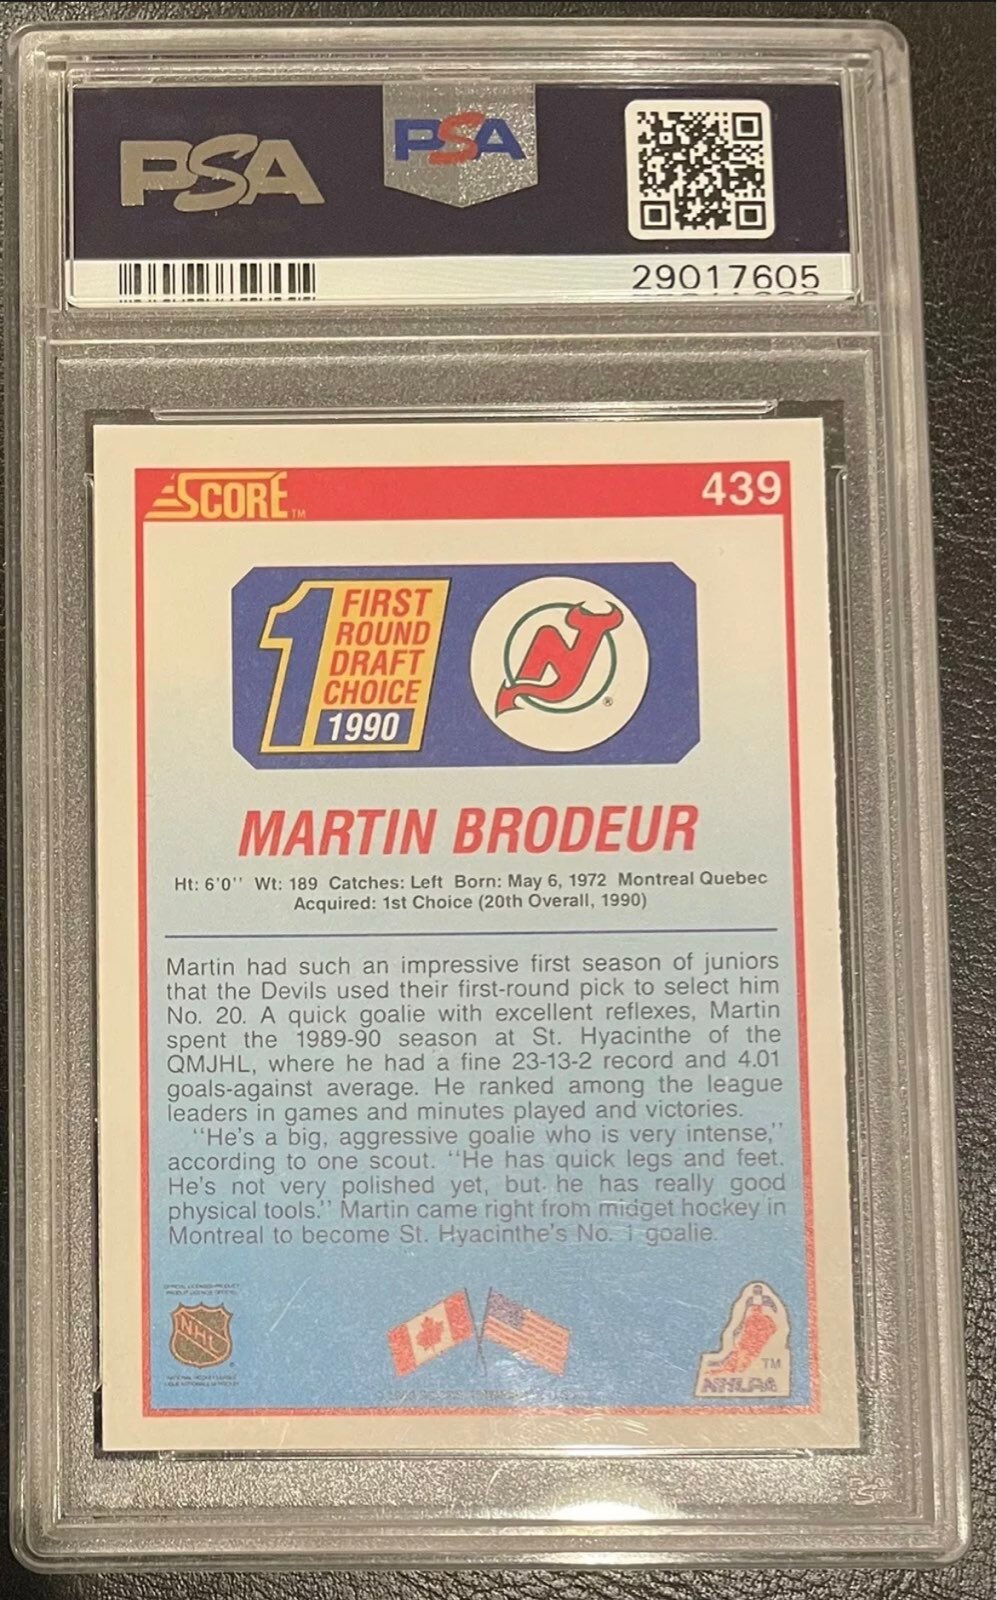 PSA
PSA
29017605
SCORE TM
439
1 FIRST
ROUND
DRAFT
CHOICE
1990
NJ
®
MARTIN BRODEUR
Ht: 6'0'' Wt: 189 Catches: Left Born: May 6, 1972 Montreal Quebec
Acquired: 1st Choice (20th Overall, 1990)
Martin had such an impressive first season of juniors
that the Devils used their first-round pick to select him
No. 20. A quick goalie with excellent reflexes, Martin
spent the 1989-90 season at St. Hyacinthe of the
QMJHL, where he had a fine 23-13-2 record and 4.01
goals-against average. He ranked among the league
leaders in games and minutes played and victories.
''He's a big, aggressive goalie who is very intense,''
according to one scout. ''He has quick legs and feet.
He's not very polished yet, but he has really good
physical tools.'' Martin came right from midget hockey in
Montreal to become St. Hyacinthe's No. 1 goalie.
NHL
®
TM
NHLPA
PSA